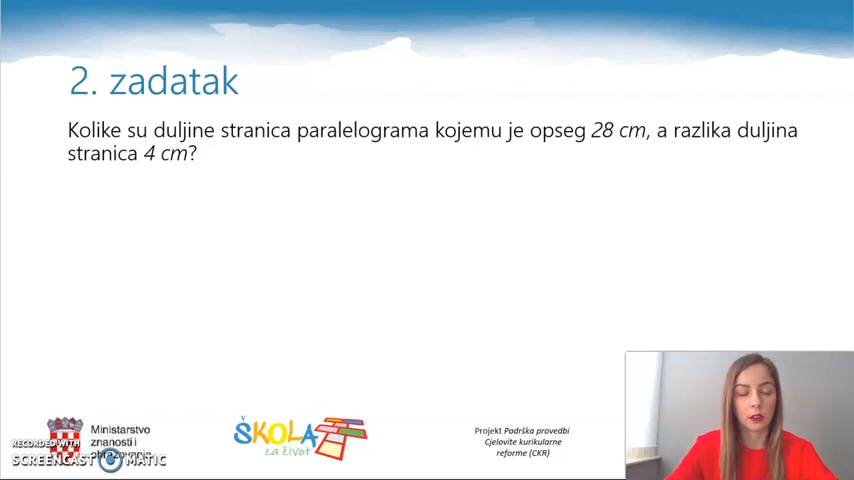 2. zadatak
Kolike su duljine stranica paralelograma kojemu je opseg 28 cm, a razlika duljina
stranica 4 cm?
Ministarstvo
znanosti i
obrazovanja
RECORDED WITH
SCREENCAST MATIC
ŠKOLA
za život
Projekt Podrška provedbi
Cjelovite kurikularne
reforme (CKR)